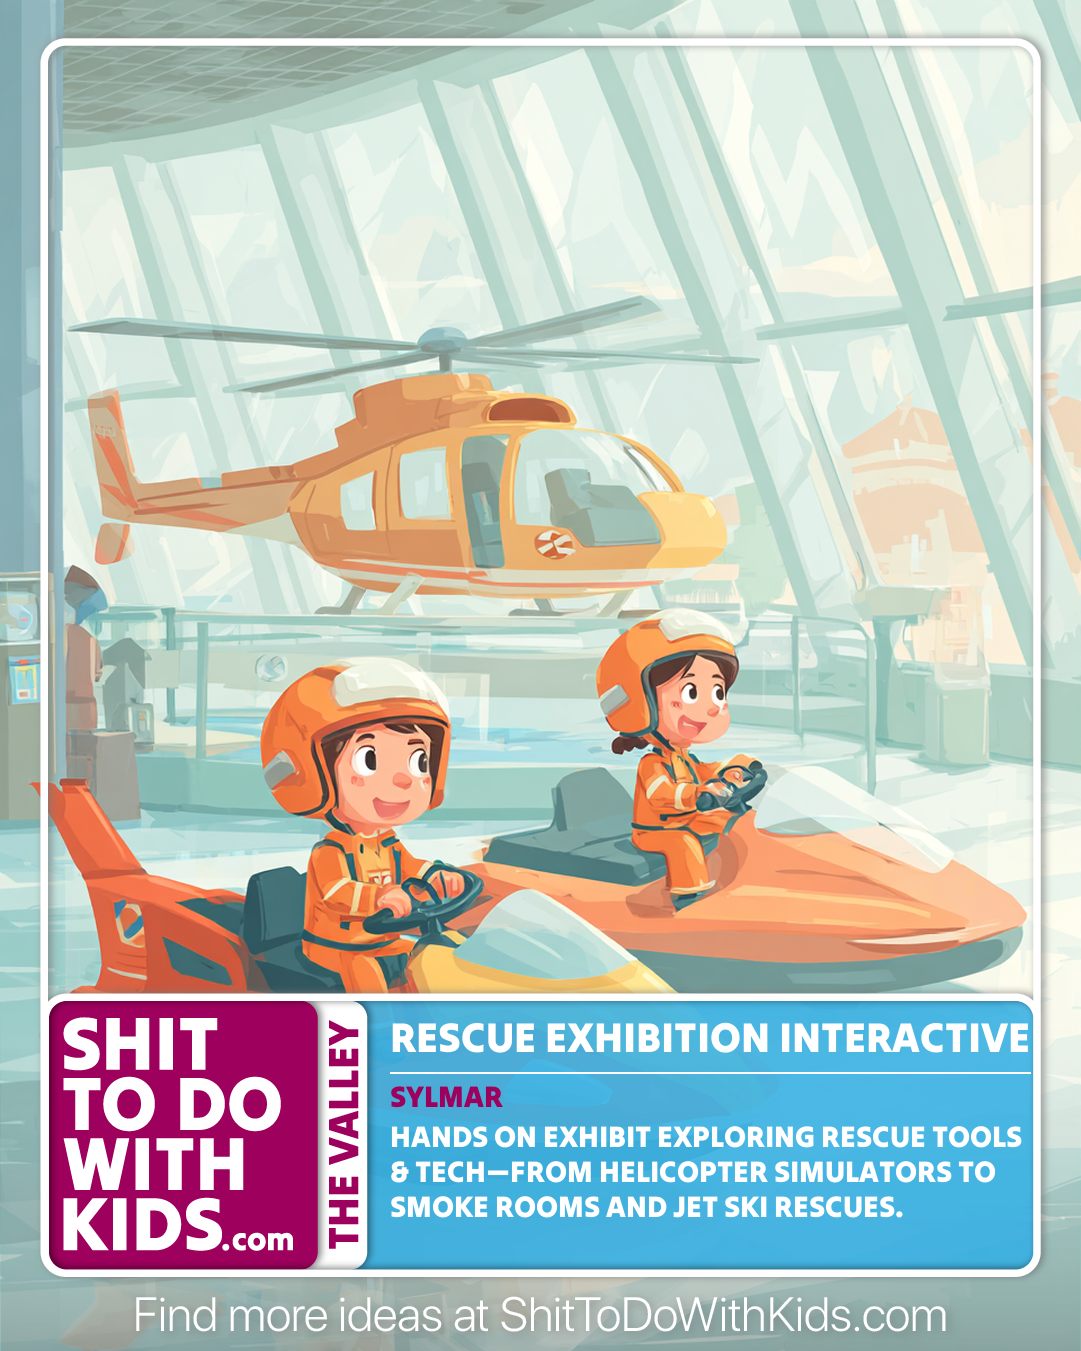 SHIT
TO DO
WITH
KIDS.com
THE VALLEY
RESCUE EXHIBITION INTERACTIVE
SYLMAR
HANDS ON EXHIBIT EXPLORING RESCUE TOOLS
& TECH—FROM HELICOPTER SIMULATORS TO
SMOKE ROOMS AND JET SKI RESCUES.
Find more ideas at ShitToDoWithKids.com